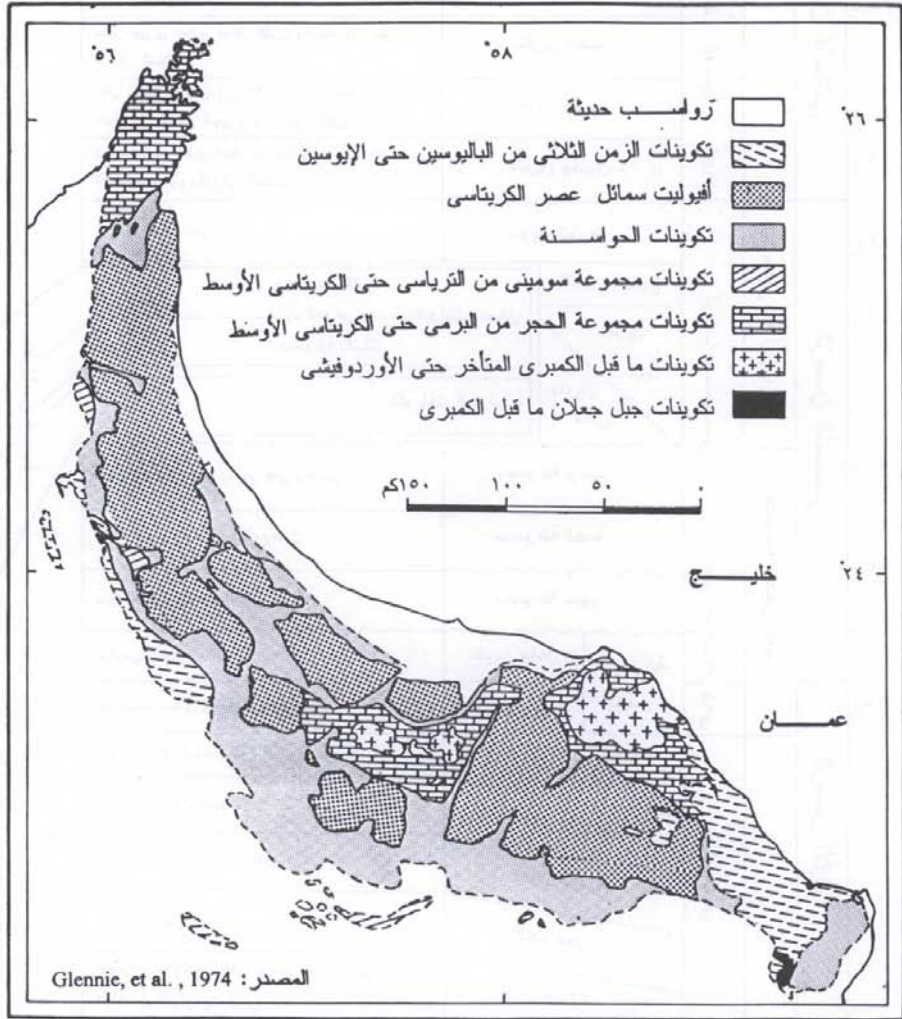 °٥٦
°٥٨
°٢٦
رواسب حديثة
تكوينات الزمن الثلاثى من الباليوسين حتى الإيوسين
أفيوليت سمائل عصر الكريتاسى
تكوينات الحواسنة
تكوينات مجموعة سومينى من الترياسى حتى الكريتاسى الأوسط
تكوينات مجموعة الحجر من البرمى حتى الكريتاسى الأوسط
تكوينات ما قبل الكمبرى المتأخر حتى الأوردوفيشى
تكوينات جبل جعلان ما قبل الكمبرى
٠ ٥٠ ١٠٠ ١٥٠كم
°٢٤
خليج
عمان
المصدر : Glennie, et al. , 1974